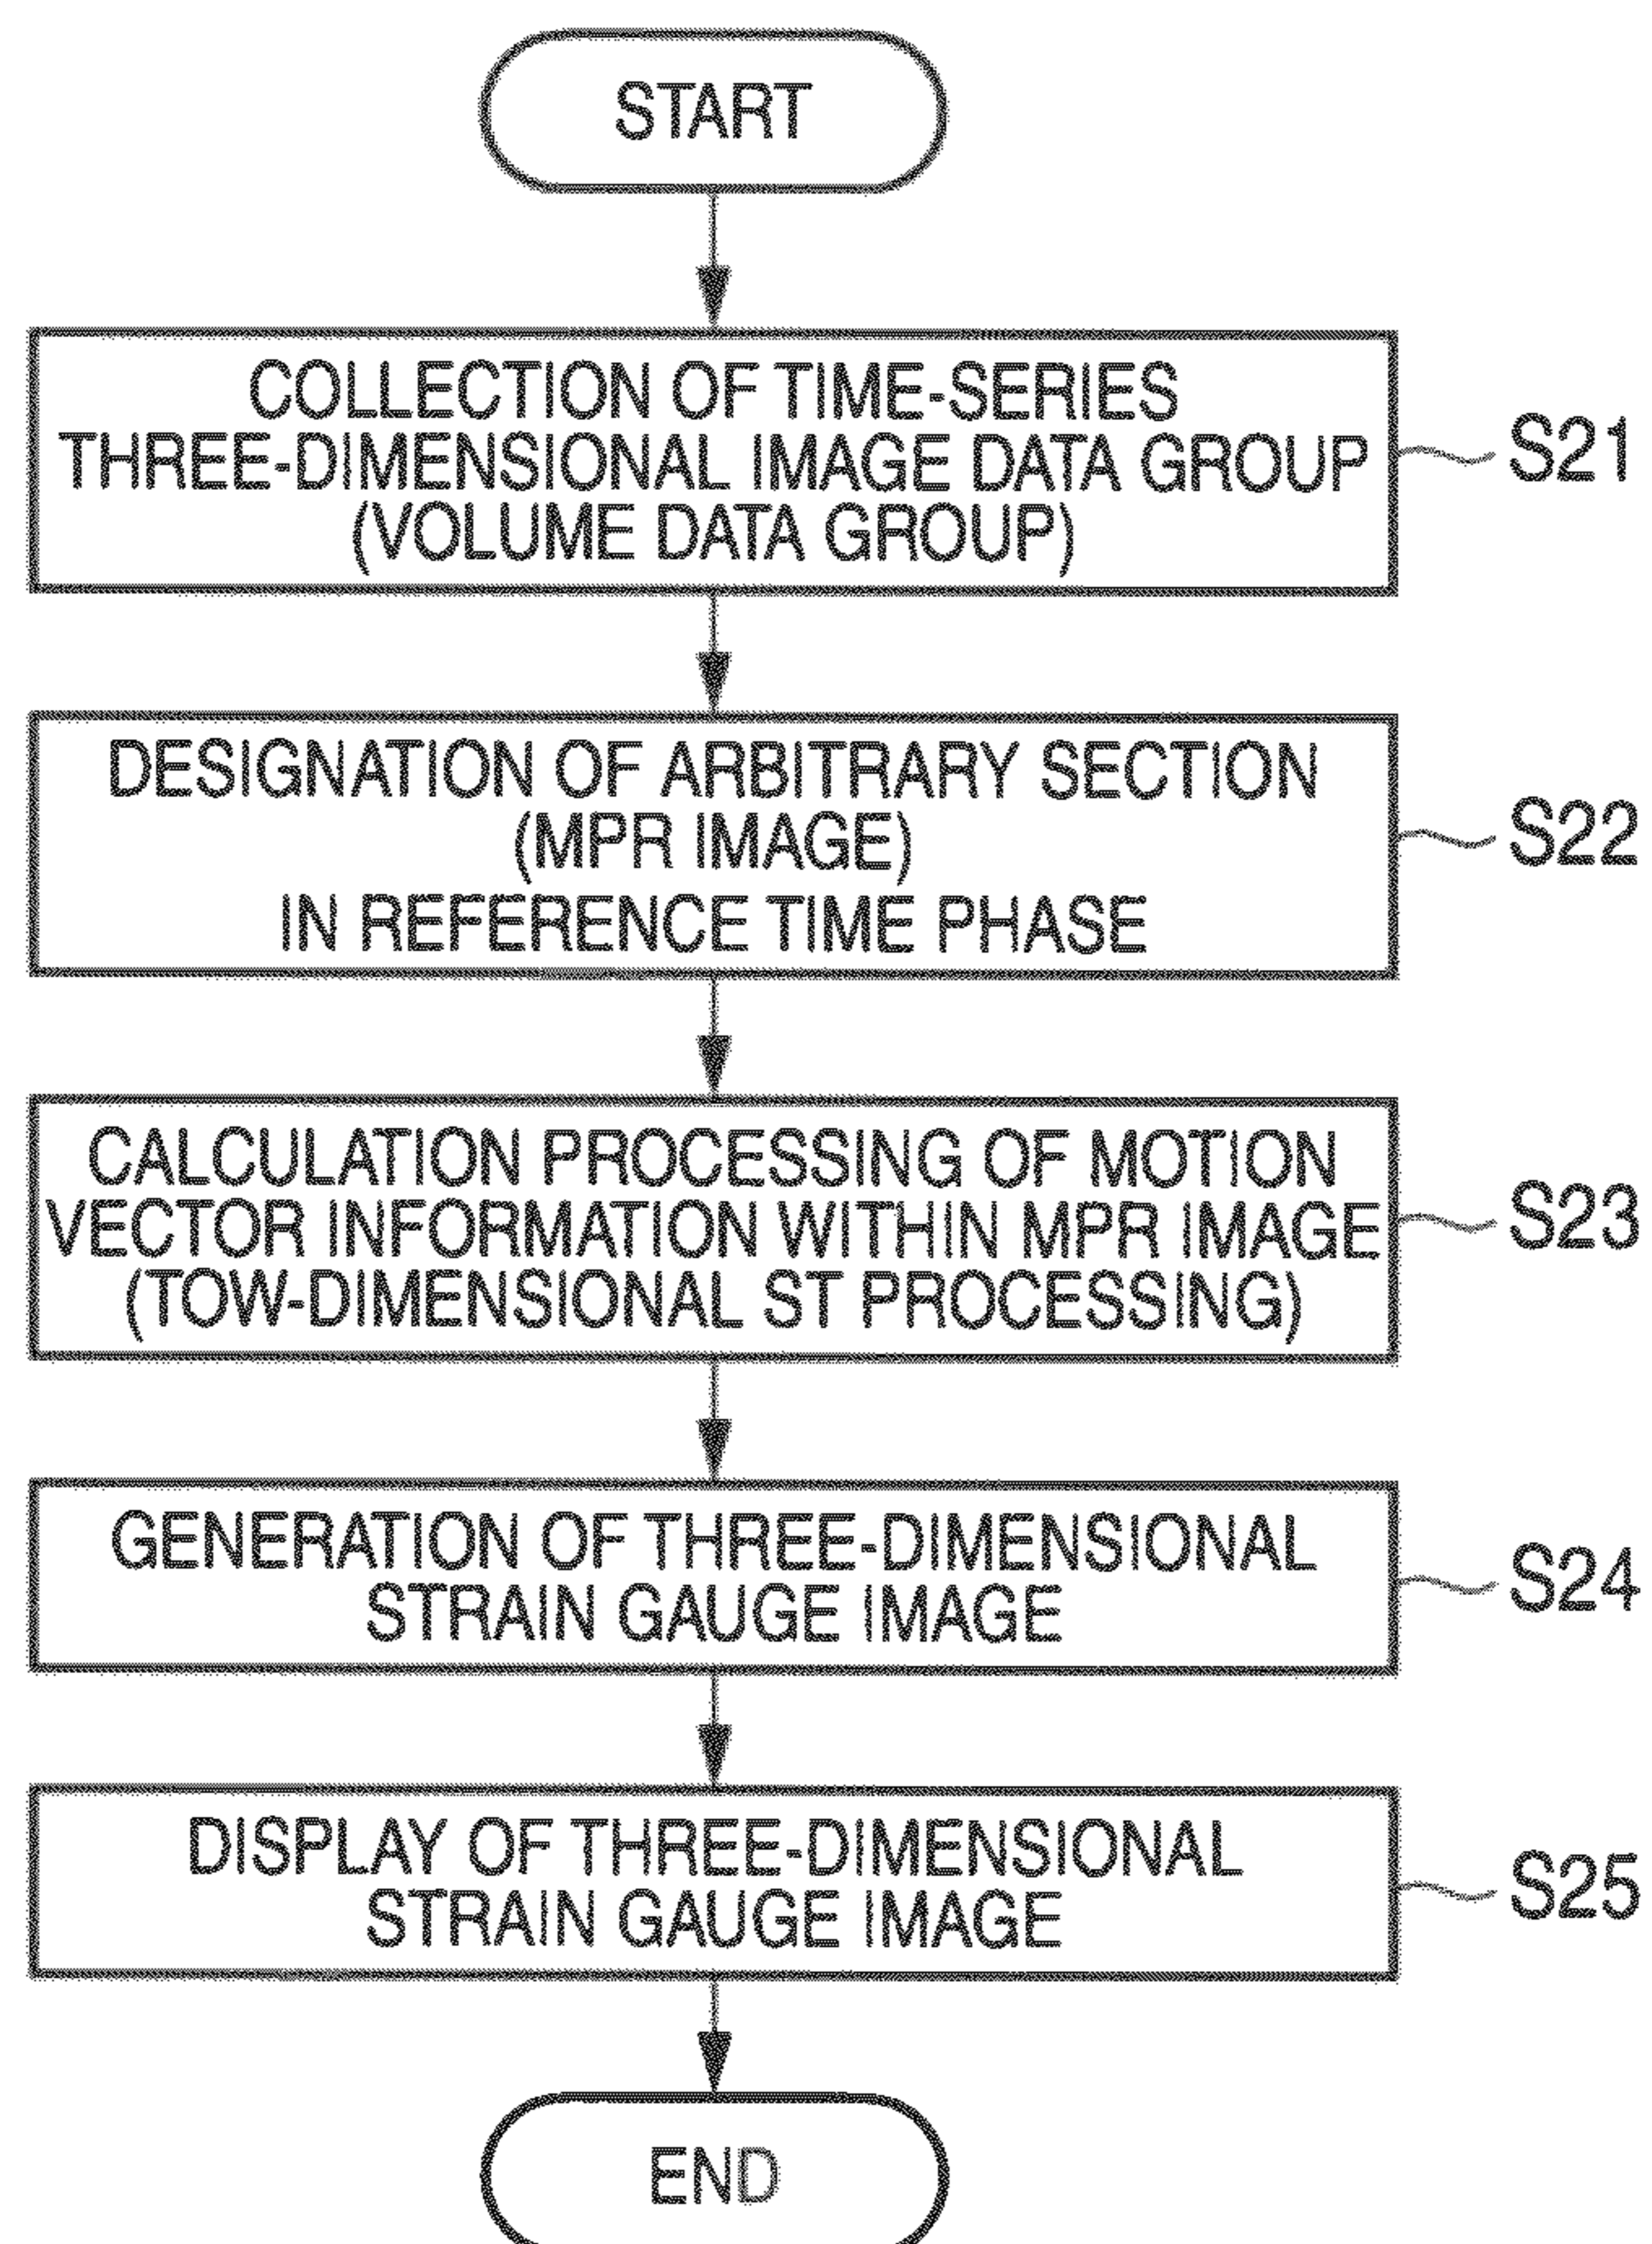 START
COLLECTION OF TIME-SERIES
THREE-DIMENSIONAL IMAGE DATA GROUP
(VOLUME DATA GROUP)
S21
DESIGNATION OF ARBITRARY SECTION
(MPR IMAGE)
IN REFERENCE TIME PHASE
S22
CALCULATION PROCESSING OF MOTION
VECTOR INFORMATION WITHIN MPR IMAGE
(TOW-DIMENSIONAL ST PROCESSING)
S23
GENERATION OF THREE-DIMENSIONAL
STRAIN GAUGE IMAGE
S24
DISPLAY OF THREE-DIMENSIONAL
STRAIN GAUGE IMAGE
S25
END